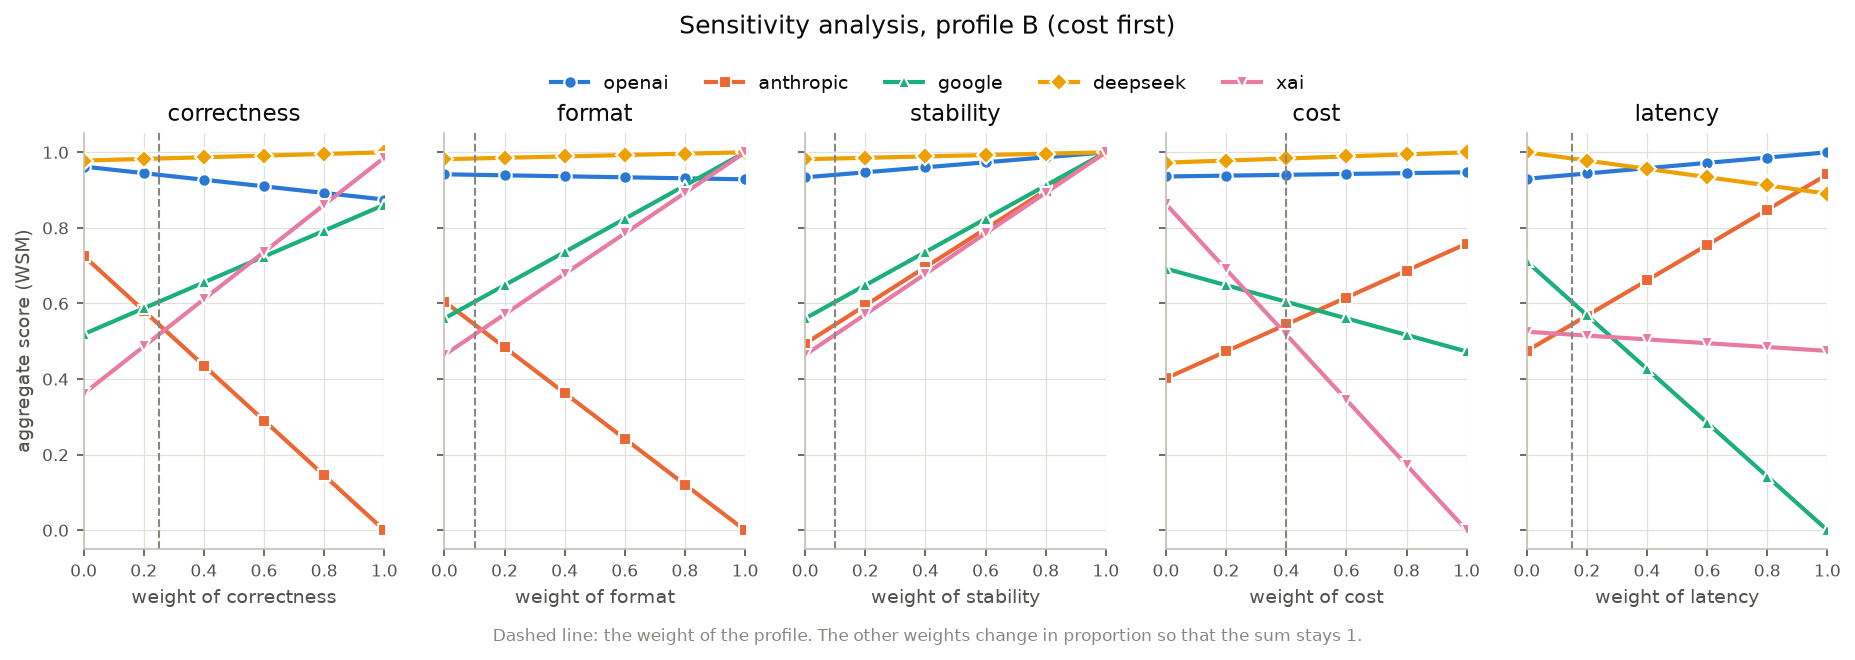 Sensitivity analysis, profile B (cost first)
openai anthropic google deepseek xai
correctness format stability cost latency
aggregate score (WSM)
1.0
0.8
0.6
0.4
0.2
0.0
0.0 0.2 0.4 0.6 0.8 1.0 0.0 0.2 0.4 0.6 0.8 1.0 0.0 0.2 0.4 0.6 0.8 1.0 0.0 0.2 0.4 0.6 0.8 1.0 0.0 0.2 0.4 0.6 0.8 1.0
weight of correctness weight of format weight of stability weight of cost weight of latency
Dashed line: the weight of the profile. The other weights change in proportion so that the sum stays 1.